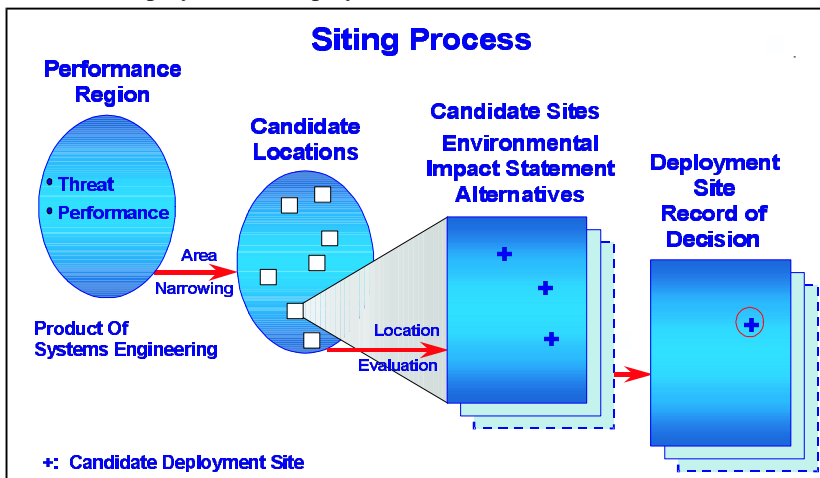 Siting Process
Performance
Region
• Threat
• Performance
Product Of
Systems Engineering
Area
Narrowing
Candidate
Locations
Location
Evaluation
Candidate Sites
Environmental
Impact Statement
Alternatives
Deployment
Site
Record of
Decision
+: Candidate Deployment Site